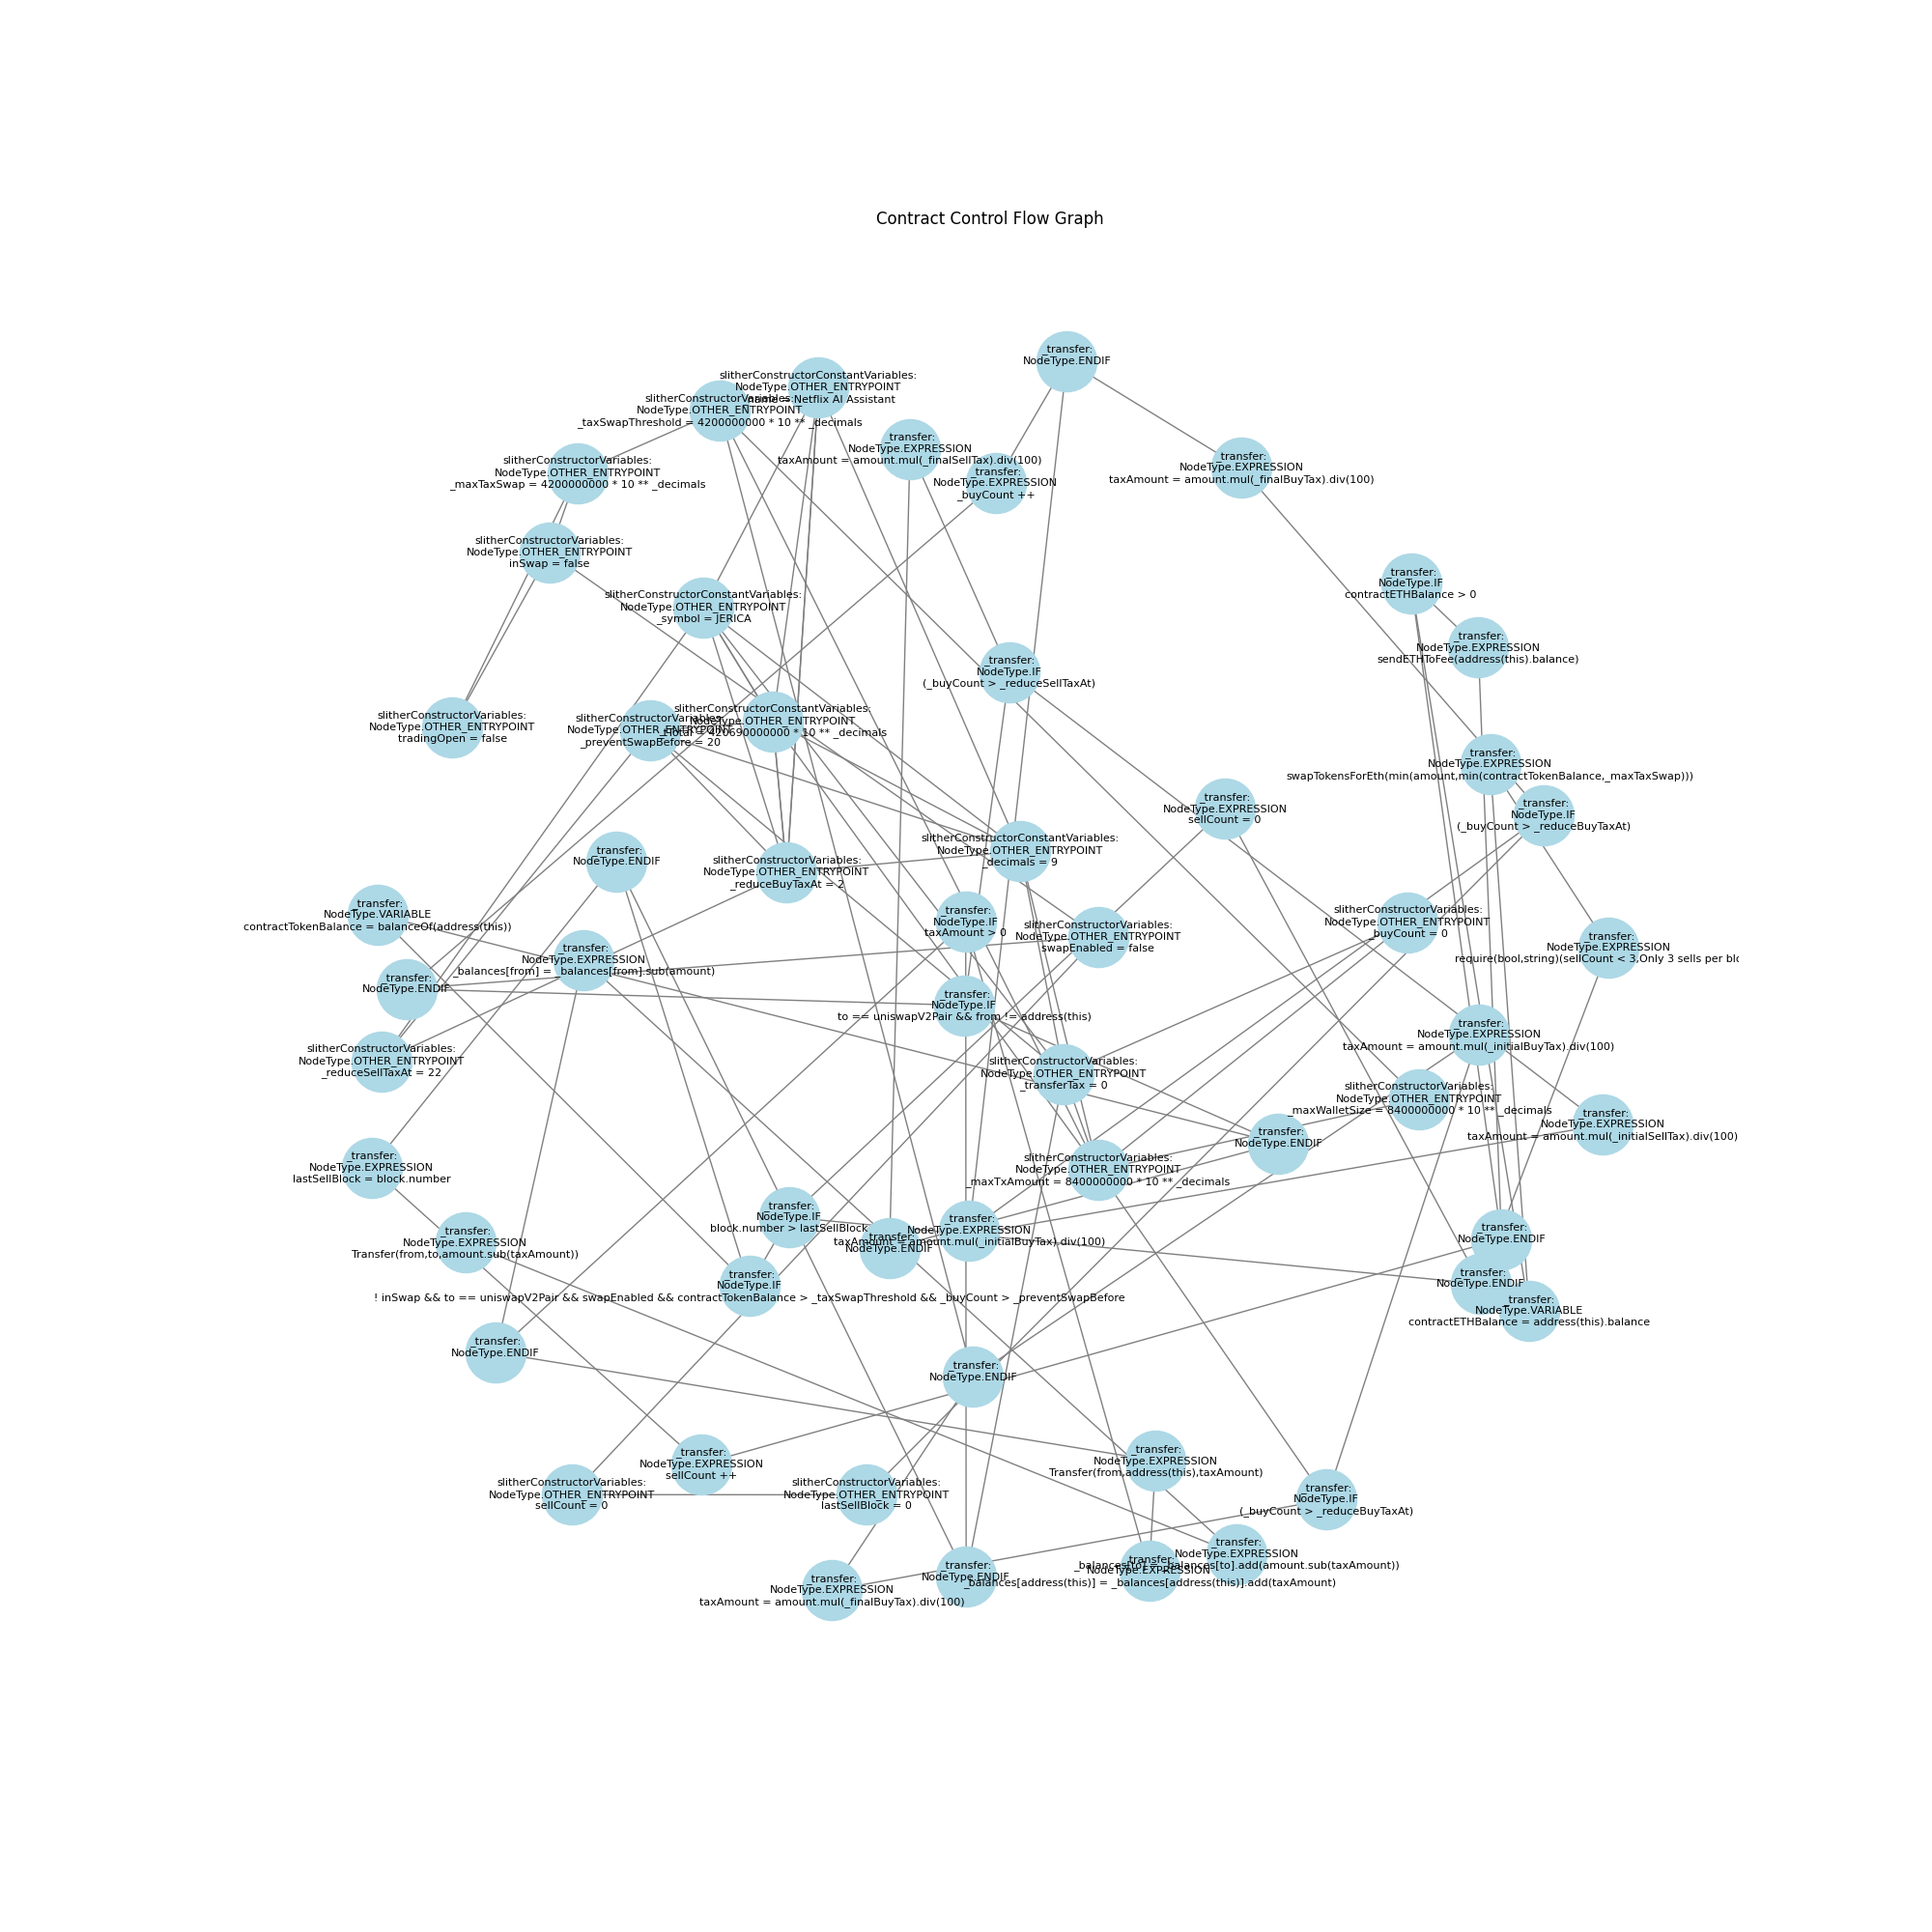 Contract Control Flow Graph
_transfer:
NodeType.ENDIF
slitherConstructorConstantVariables:
NodeType.OTHER_ENTRYPOINT
_name = Netflix AI Assistant
slitherConstructorVariables:
NodeType.OTHER_ENTRYPOINT
_taxSwapThreshold = 4200000000 * 10 ** _decimals
_transfer:
NodeType.EXPRESSION
taxAmount = amount.mul(_finalSellTax).div(100)
_transfer:
NodeType.EXPRESSION
taxAmount = amount.mul(_finalBuyTax).div(100)
slitherConstructorVariables:
NodeType.OTHER_ENTRYPOINT
_maxTaxSwap = 4200000000 * 10 ** _decimals
_transfer:
NodeType.EXPRESSION
_buyCount ++
slitherConstructorVariables:
NodeType.OTHER_ENTRYPOINT
inSwap = false
_transfer:
NodeType.IF
contractETHBalance > 0
slitherConstructorConstantVariables:
NodeType.OTHER_ENTRYPOINT
_symbol = JERICA
_transfer:
NodeType.EXPRESSION
sendETHToFee(address(this).balance)
_transfer:
NodeType.IF
(_buyCount > _reduceSellTaxAt)
slitherConstructorVariables:
NodeType.OTHER_ENTRYPOINT
tradingOpen = false
slitherConstructorVariables:
NodeType.OTHER_ENTRYPOINT
_preventSwapBefore = 20
slitherConstructorConstantVariables:
NodeType.OTHER_ENTRYPOINT
_tTotal = 420690000000 * 10 ** _decimals
_transfer:
NodeType.EXPRESSION
swapTokensForEth(min(amount,min(contractTokenBalance,_maxTaxSwap)))
_transfer:
NodeType.EXPRESSION
sellCount = 0
_transfer:
NodeType.IF
(_buyCount > _reduceBuyTaxAt)
_transfer:
NodeType.ENDIF
slitherConstructorVariables:
NodeType.OTHER_ENTRYPOINT
_reduceBuyTaxAt = 2
slitherConstructorConstantVariables:
NodeType.OTHER_ENTRYPOINT
_decimals = 9
_transfer:
NodeType.VARIABLE
contractTokenBalance = balanceOf(address(this))
_transfer:
NodeType.IF
taxAmount > 0
slitherConstructorVariables:
NodeType.OTHER_ENTRYPOINT
swapEnabled = false
slitherConstructorVariables:
NodeType.OTHER_ENTRYPOINT
_buyCount = 0
_transfer:
NodeType.EXPRESSION
_balances[from] = _balances[from].sub(amount)
_transfer:
NodeType.EXPRESSION
require(bool,string)(sellCount < 3,Only 3 sells per blo
_transfer:
NodeType.ENDIF
_transfer:
NodeType.IF
to == uniswapV2Pair && from != address(this)
_transfer:
NodeType.EXPRESSION
taxAmount = amount.mul(_initialBuyTax).div(100)
slitherConstructorVariables:
NodeType.OTHER_ENTRYPOINT
_reduceSellTaxAt = 22
slitherConstructorVariables:
NodeType.OTHER_ENTRYPOINT
_transferTax = 0
slitherConstructorVariables:
NodeType.OTHER_ENTRYPOINT
_maxWalletSize = 8400000000 * 10 ** _decimals
_transfer:
NodeType.EXPRESSION
taxAmount = amount.mul(_initialSellTax).div(100)
_transfer:
NodeType.ENDIF
_transfer:
NodeType.EXPRESSION
lastSellBlock = block.number
slitherConstructorVariables:
NodeType.OTHER_ENTRYPOINT
_maxTxAmount = 8400000000 * 10 ** _decimals
_transfer:
NodeType.IF
block.number > lastSellBlock
_transfer:
NodeType.EXPRESSION
taxAmount = amount.mul(_initialBuyTax).div(100)
_transfer:
NodeType.ENDIF
_transfer:
NodeType.EXPRESSION
Transfer(from,to,amount.sub(taxAmount))
_transfer:
NodeType.ENDIF
_transfer:
NodeType.IF
! inSwap && to == uniswapV2Pair && swapEnabled && contractTokenBalance > _taxSwapThreshold && _buyCount > _preventSwapBefore
_transfer:
NodeType.ENDIF
_transfer:
NodeType.VARIABLE
contractETHBalance = address(this).balance
_transfer:
NodeType.ENDIF
_transfer:
NodeType.ENDIF
_transfer:
NodeType.EXPRESSION
sellCount ++
_transfer:
NodeType.EXPRESSION
Transfer(from,address(this),taxAmount)
slitherConstructorVariables:
NodeType.OTHER_ENTRYPOINT
sellCount = 0
slitherConstructorVariables:
NodeType.OTHER_ENTRYPOINT
lastSellBlock = 0
_transfer:
NodeType.IF
(_buyCount > _reduceBuyTaxAt)
_transfer:
NodeType.EXPRESSION
_balances[to] = _balances[to].add(amount.sub(taxAmount))
_transfer:
NodeType.EXPRESSION
_balances[address(this)] = _balances[address(this)].add(taxAmount)
_transfer:
NodeType.ENDIF
_transfer:
NodeType.EXPRESSION
taxAmount = amount.mul(_finalBuyTax).div(100)